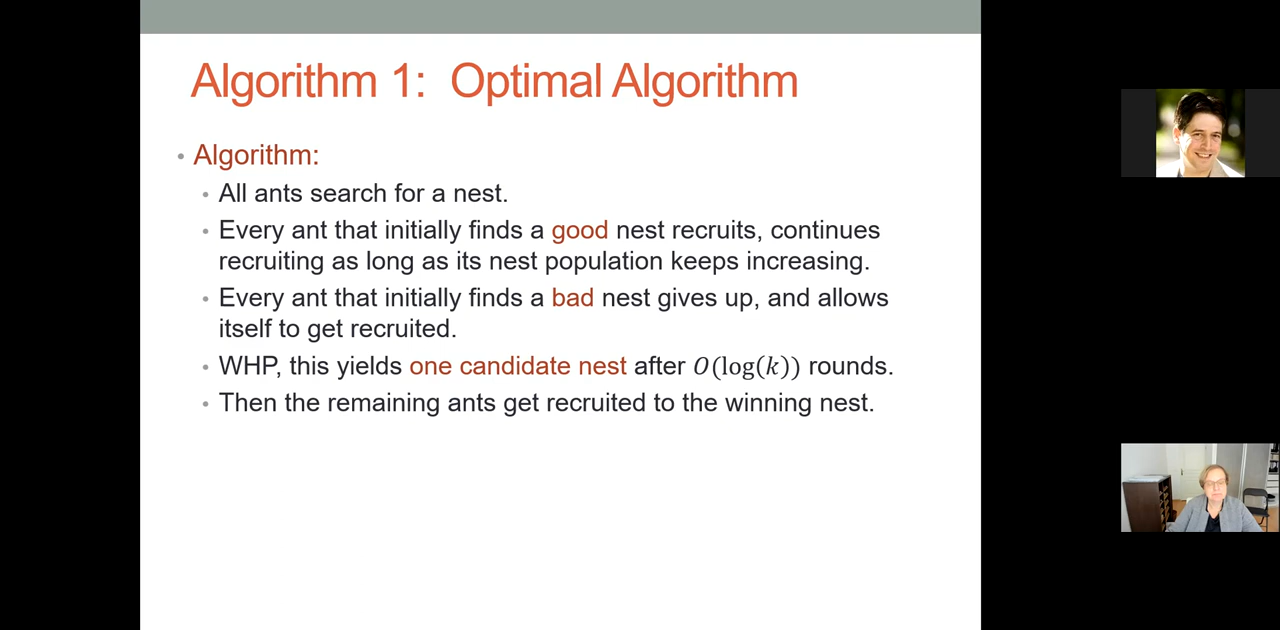 Algorithm 1: Optimal Algorithm
• Algorithm:
• All ants search for a nest.
• Every ant that initially finds a good nest recruits, continues
recruiting as long as its nest population keeps increasing.
• Every ant that initially finds a bad nest gives up, and allows
itself to get recruited.
• WHP, this yields one candidate nest after O(log(k)) rounds.
• Then the remaining ants get recruited to the winning nest.